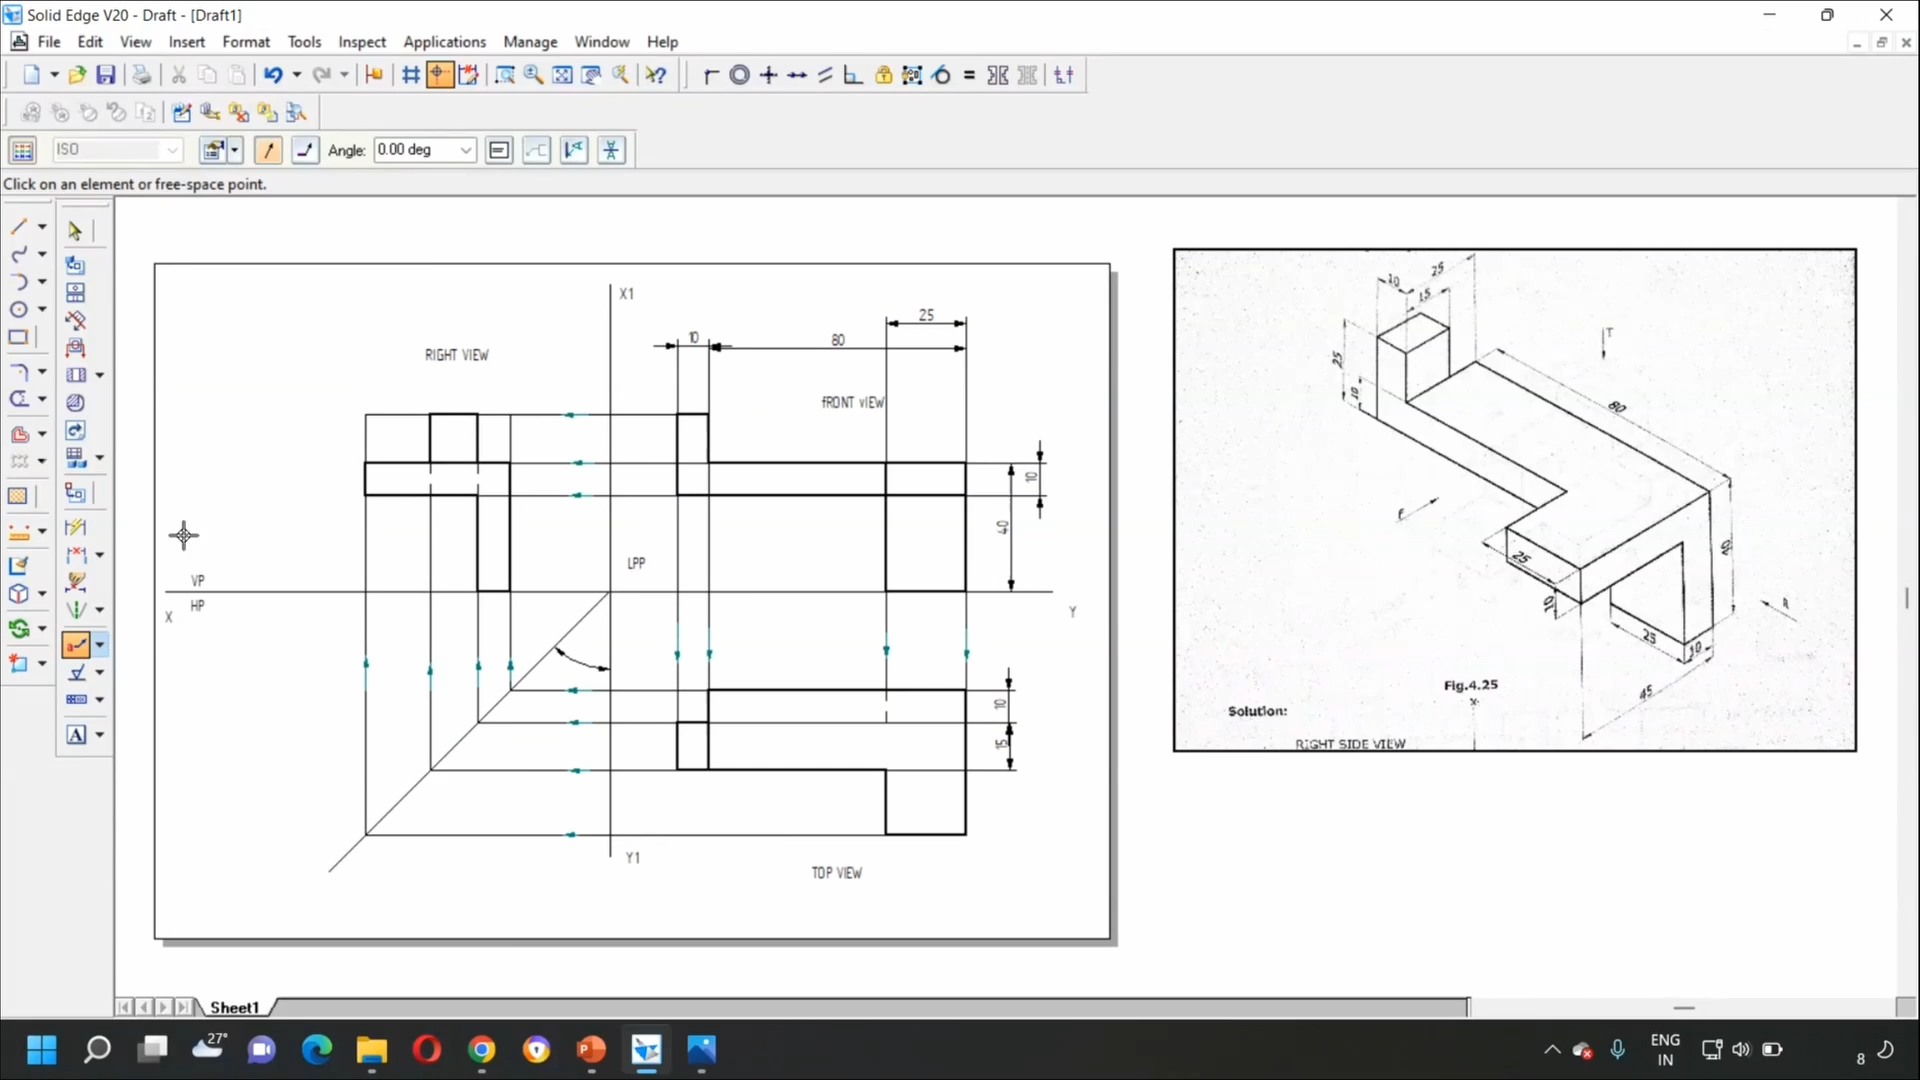 Solid Edge V20 - Draft - [Draft1]
File Edit View Insert Format Tools Inspect Applications Manage Window Help
ISO Angle: 0.00 deg
Click on an element or free-space point.
X1
RIGHT VIEW
25
10 80
fRONT vIEW
10
40
LPP
VP
HP
X
Y
10
15
Y1
TOP VIEW
10 25
15
T
25
10
80
F
25
10
40
R
25
10
45
Fig.4.25
X
Solution:
RIGHT SIDE VIEW
Sheet1
27°
ENG
IN
8
A